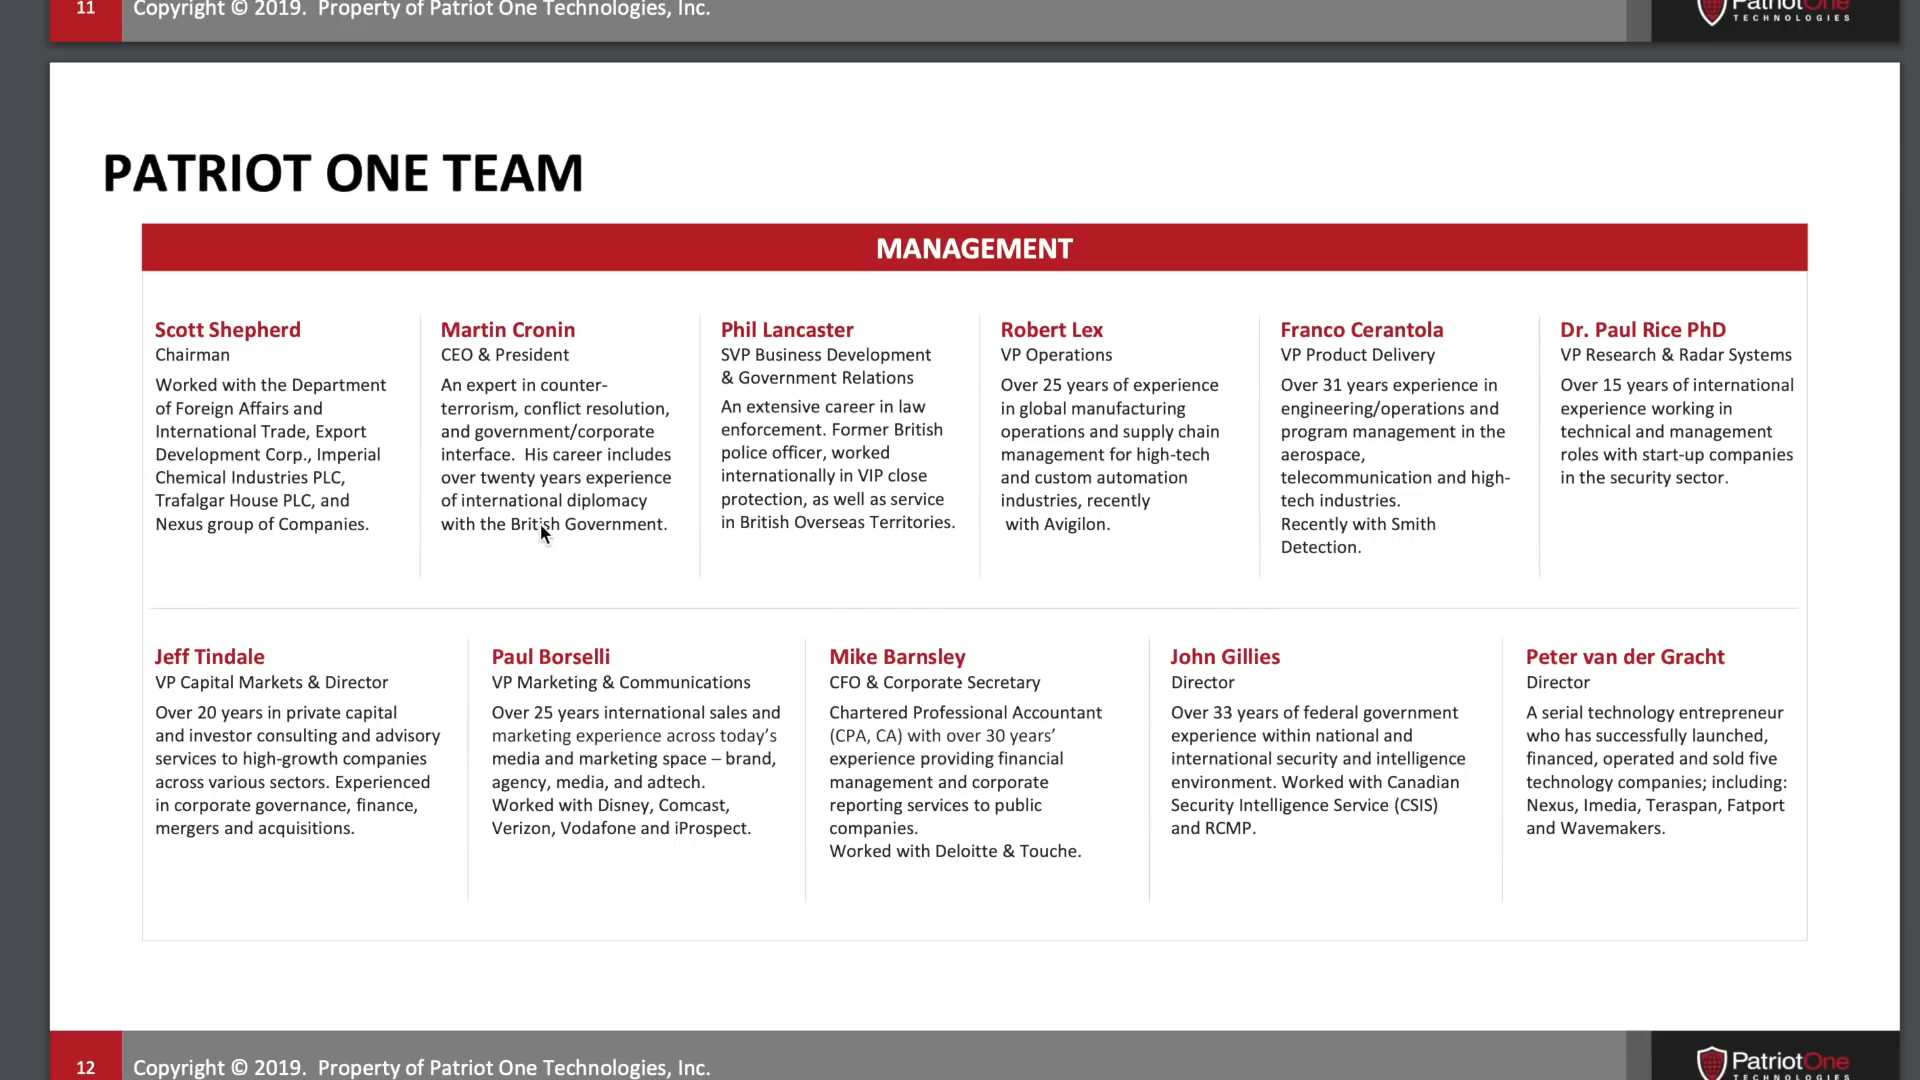 11
Copyright © 2019.  Property of Patriot One Technologies, Inc.
PatriotOne
TECHNOLOGIES
PATRIOT ONE TEAM
MANAGEMENT
Scott Shepherd
Chairman
Worked with the Department
of Foreign Affairs and
International Trade, Export
Development Corp., Imperial
Chemical Industries PLC,
Trafalgar House PLC, and
Nexus group of Companies.
Martin Cronin
CEO & President
An expert in counter-
terrorism, conflict resolution,
and government/corporate
interface.  His career includes
over twenty years experience
of international diplomacy
with the British Government.
Phil Lancaster
SVP Business Development
& Government Relations
An extensive career in law
enforcement. Former British
police officer, worked
internationally in VIP close
protection, as well as service
in British Overseas Territories.
Robert Lex
VP Operations
Over 25 years of experience
in global manufacturing
operations and supply chain
management for high-tech
and custom automation
industries, recently
with Avigilon.
Franco Cerantola
VP Product Delivery
Over 31 years experience in
engineering/operations and
program management in the
aerospace,
telecommunication and high-
tech industries.
Recently with Smith
Detection.
Dr. Paul Rice PhD
VP Research & Radar Systems
Over 15 years of international
experience working in
technical and management
roles with start-up companies
in the security sector.
Jeff Tindale
VP Capital Markets & Director
Over 20 years in private capital
and investor consulting and advisory
services to high-growth companies
across various sectors. Experienced
in corporate governance, finance,
mergers and acquisitions.
Paul Borselli
VP Marketing & Communications
Over 25 years international sales and
marketing experience across today’s
media and marketing space – brand,
agency, media, and adtech.
Worked with Disney, Comcast,
Verizon, Vodafone and iProspect.
Mike Barnsley
CFO & Corporate Secretary
Chartered Professional Accountant
(CPA, CA) with over 30 years’
experience providing financial
management and corporate
reporting services to public
companies.
Worked with Deloitte & Touche.
John Gillies
Director
Over 33 years of federal government
experience within national and
international security and intelligence
environment. Worked with Canadian
Security Intelligence Service (CSIS)
and RCMP.
Peter van der Gracht
Director
A serial technology entrepreneur
who has successfully launched,
financed, operated and sold five
technology companies; including:
Nexus, Imedia, Teraspan, Fatport
and Wavemakers.
12
Copyright © 2019.  Property of Patriot One Technologies, Inc.
PatriotOne
TECHNOLOGIES